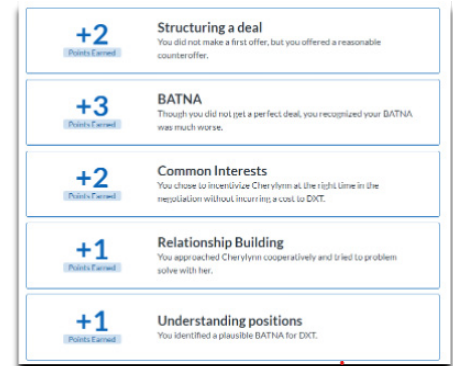 +2
Points Earned
Structuring a deal
You did not make a first offer, but you offered a reasonable
counteroffer.
+3
Points Earned
BATNA
Though you did not get a perfect deal, you recognized your BATNA
was much worse.
+2
Points Earned
Common Interests
You chose to incentivize Cherylynn at the right time in the
negotiation without incurring a cost to DXT.
+1
Points Earned
Relationship Building
You approached Cherylynn cooperatively and tried to problem
solve with her.
+1
Points Earned
Understanding positions
You identified a plausible BATNA for DXT.